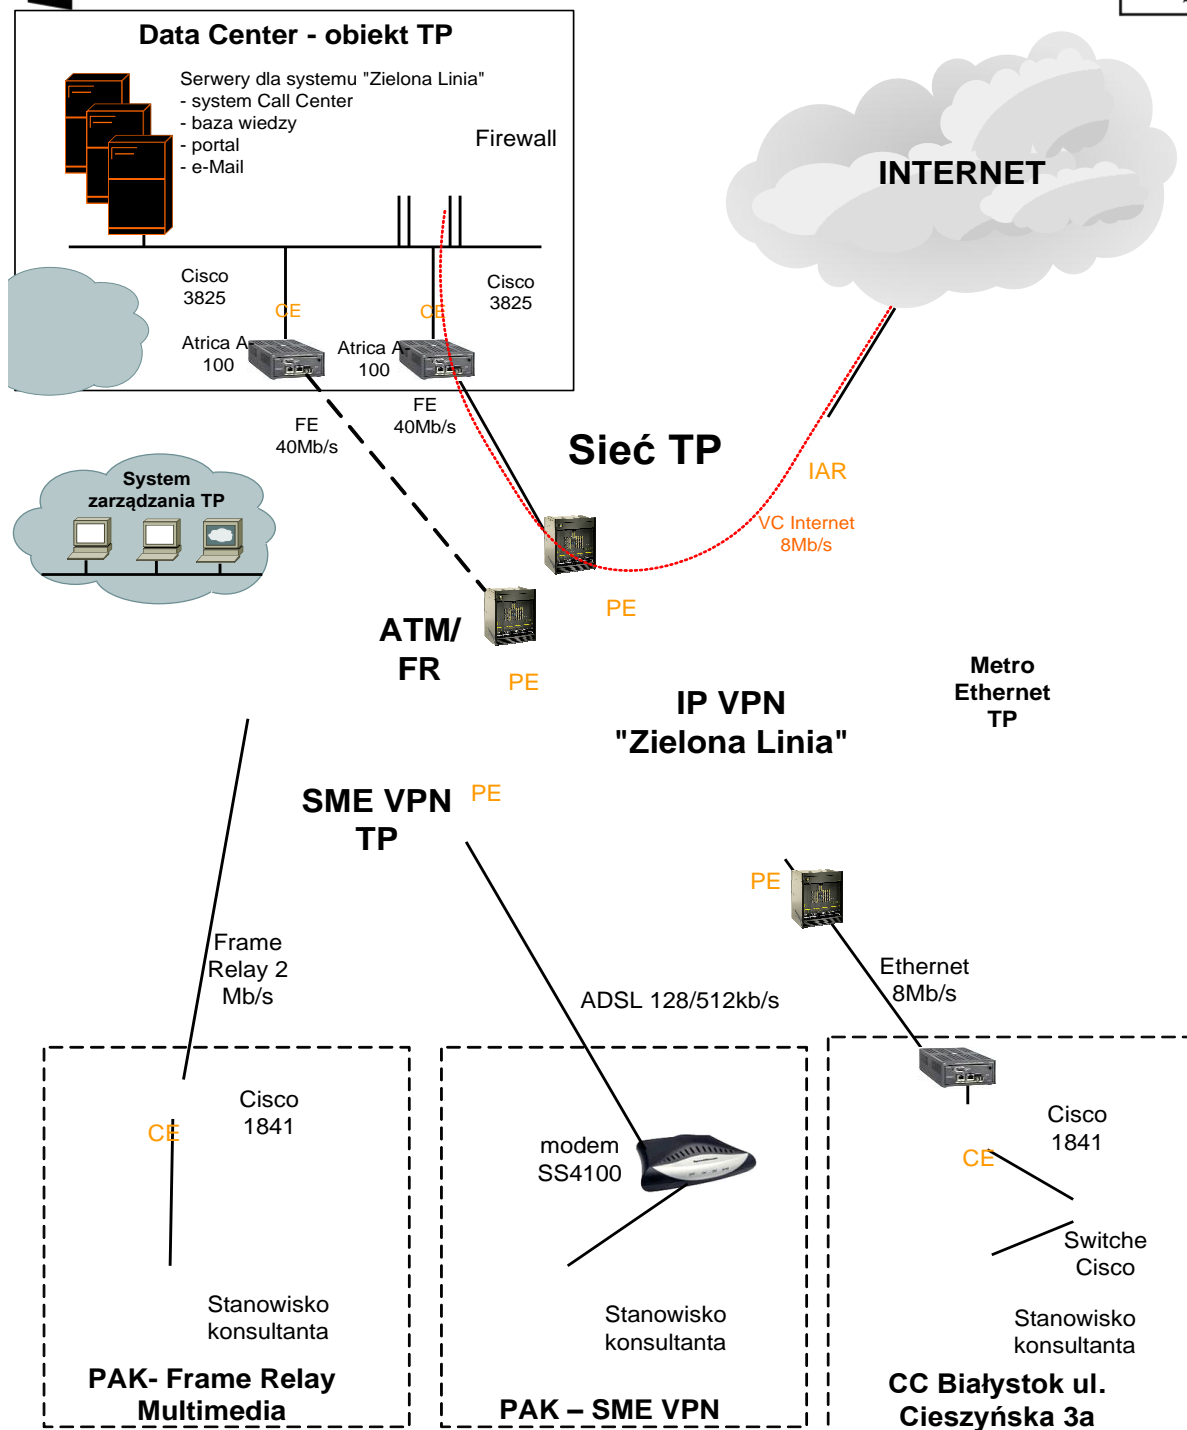 Data Center - obiekt TP
Serwery dla systemu "Zielona Linia"
- system Call Center
- baza wiedzy
- portal
- e-Mail
Firewall
INTERNET
Cisco
3825
CE
Cisco
3825
CE
Atrica A-
100
Atrica A-
100
FE
40Mb/s
FE
40Mb/s
Sieć TP
IAR
VC Internet
8Mb/s
System
zarządzania TP
PE
ATM/
FR
PE
Metro
Ethernet
TP
IP VPN
"Zielona Linia"
SME VPN
TP
PE
PE
Frame
Relay 2
Mb/s
ADSL 128/512kb/s
Ethernet
8Mb/s
Cisco
1841
CE
modem
SS4100
Cisco
1841
CE
Switche
Cisco
Stanowisko
konsultanta
Stanowisko
konsultanta
Stanowisko
konsultanta
PAK- Frame Relay
Multimedia
PAK – SME VPN
CC Białystok ul.
Cieszyńska 3a